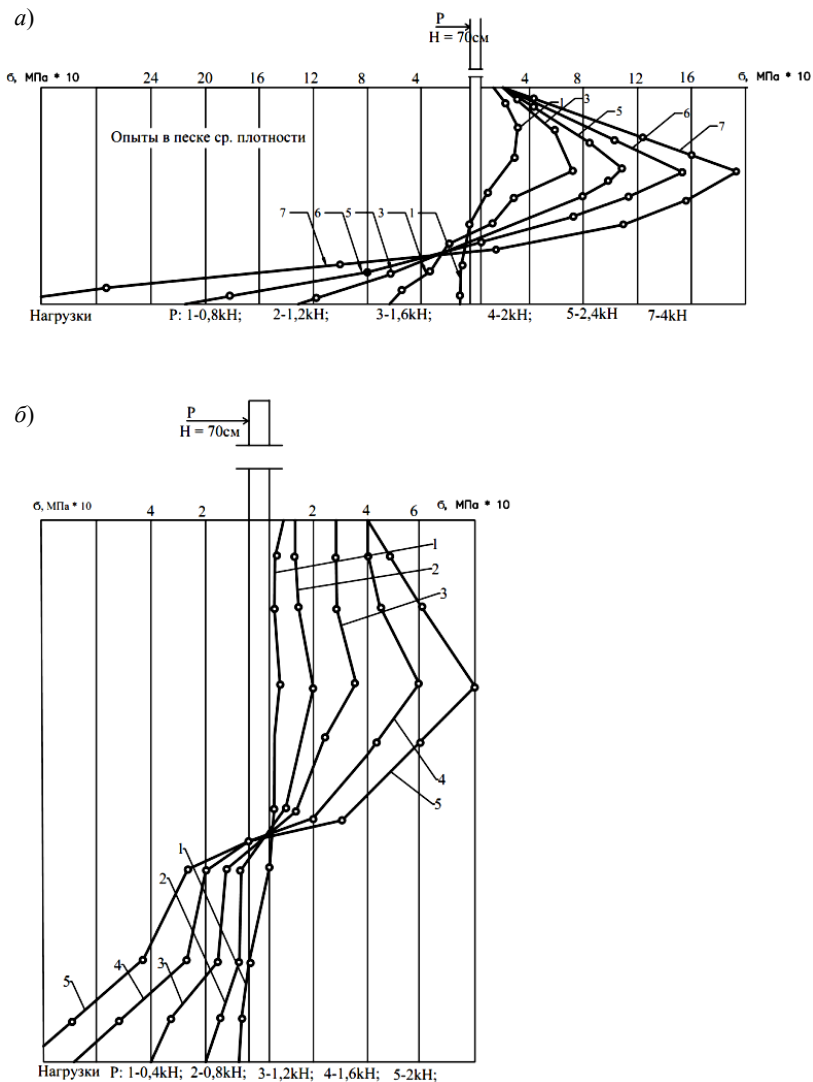 а)
P
H = 70см
б, МПа * 10 24 20 16 12 8 4 4 8 12 16 б, МПа * 10
1 3 5 6 7
Опыты в песке ср. плотности
7 6 5 3 1
Нагрузки P: 1-0,8kH; 2-1,2kH; 3-1,6kH; 4-2kH; 5-2,4kH 7-4kH
б)
P
H = 70см
б, МПа * 10 4 2 2 4 6 б, МПа * 10
1
2
3
4
5
1
2
3
4
5
Нагрузки P: 1-0,4kH; 2-0,8kH; 3-1,2kH; 4-1,6kH; 5-2kH;